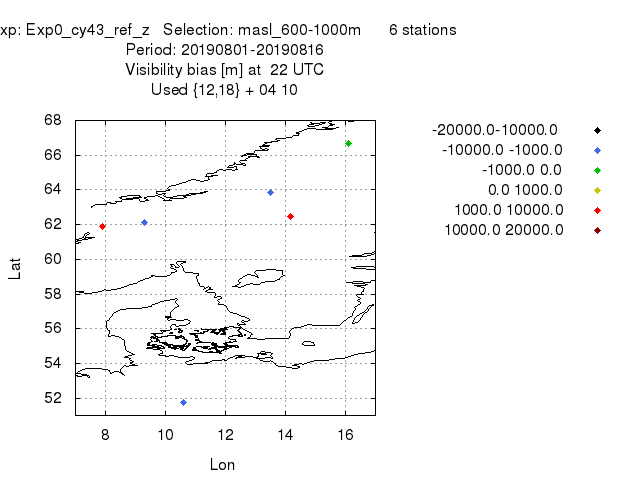 xp: Exp0_cy43_ref_z Selection: masl_600-1000m 6 stations
Period: 20190801-20190816
Visibility bias [m] at 22 UTC
Used {12,18} + 04 10
68
66
64
62
60
58
56
54
52
8 10 12 14 16
Lat
Lon
-20000.0-10000.0
-10000.0 -1000.0
-1000.0 0.0
0.0 1000.0
1000.0 10000.0
10000.0 20000.0